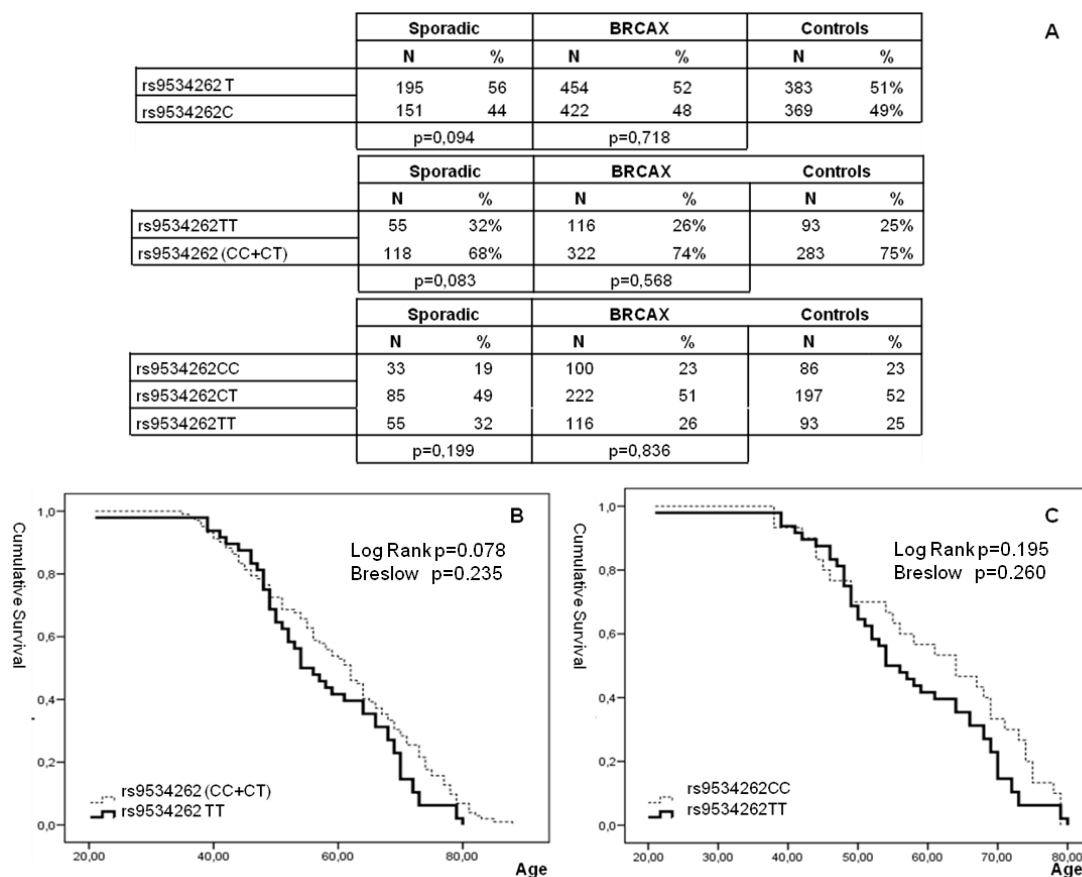 Sporadic BRCAX Controls A
N % N % N %
rs9534262 T 195 56 454 52 383 51%
rs9534262C 151 44 422 48 369 49%
p=0,094 p=0,718
Sporadic BRCAX Controls
N % N % N %
rs9534262TT 55 32% 116 26% 93 25%
rs9534262 (CC+CT) 118 68% 322 74% 283 75%
p=0,083 p=0,568
Sporadic BRCAX Controls
N % N % N %
rs9534262CC 33 19 100 23 86 23
rs9534262CT 85 49 222 51 197 52
rs9534262TT 55 32 116 26 93 25
p=0,199 p=0,836
B
Cumulative Survival
1,0
0,8
0,6
0,4
0,2
0,0
Log Rank p=0.078
Breslow p=0.235
rs9534262 (CC+CT)
rs9534262 TT
20,00 40,00 60,00 80,00
Age
C
Cumulative Survival
1,0
0,8
0,6
0,4
0,2
0,0
Log Rank p=0.195
Breslow p=0.260
rs9534262CC
rs9534262TT
20,00 30,00 40,00 50,00 60,00 70,00 80,00
Age